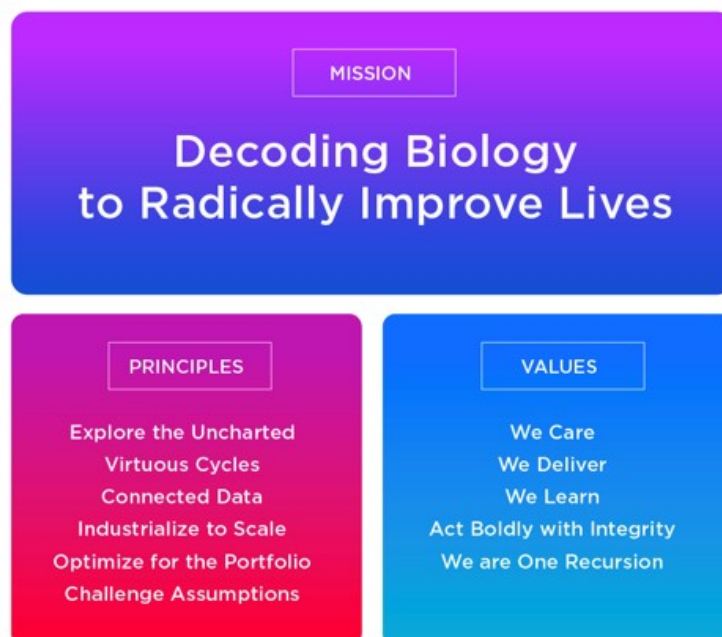 MISSION
Decoding Biology
to Radically Improve Lives
PRINCIPLES
Explore the Uncharted
Virtuous Cycles
Connected Data
Industrialize to Scale
Optimize for the Portfolio
Challenge Assumptions
VALUES
We Care
We Deliver
We Learn
Act Boldly with Integrity
We are One Recursion